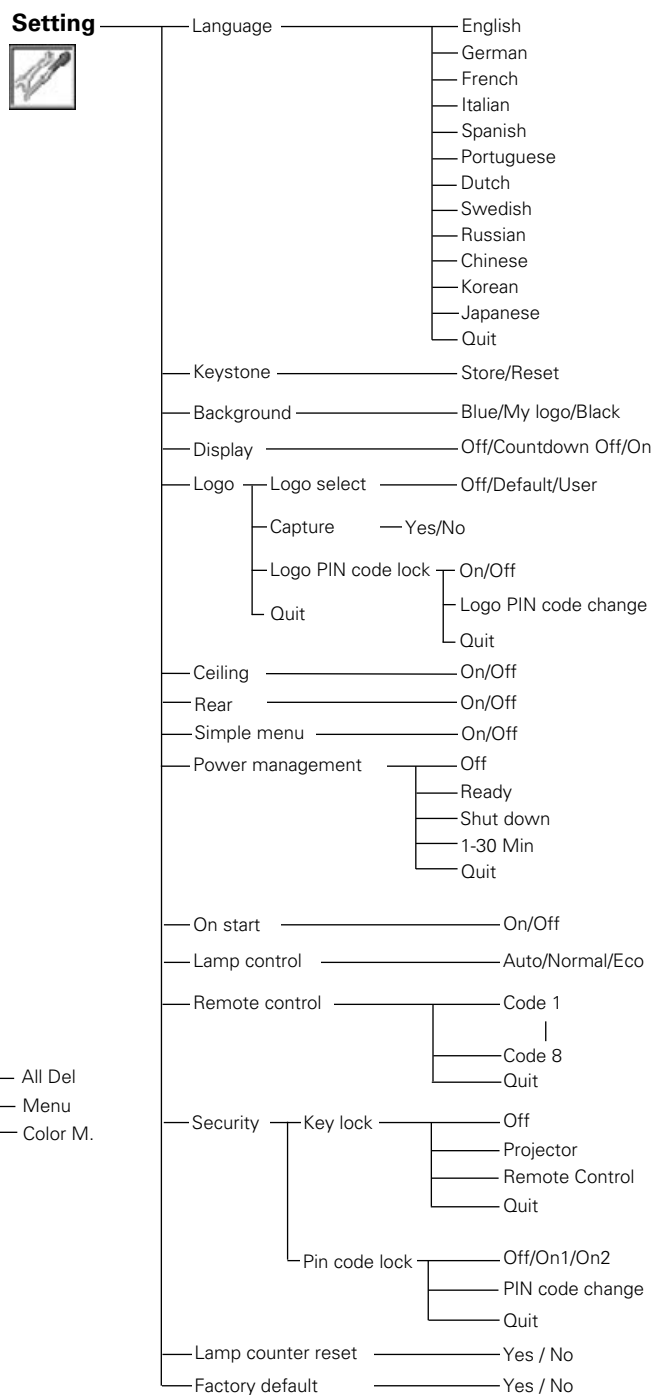 Setting Language English
German
French
Italian
Spanish
Portuguese
Dutch
Swedish
Russian
Chinese
Korean
Japanese
Quit
Keystone Store/Reset
Background Blue/My logo/Black
Display Off/Countdown Off/On
Logo Logo select Off/Default/User
Capture Yes/No
Logo PIN code lock On/Off
Logo PIN code change
Quit
Quit
Ceiling On/Off
Rear On/Off
Simple menu On/Off
Power management Off
Ready
Shut down
1-30 Min
Quit
On start On/Off
Lamp control Auto/Normal/Eco
Remote control Code 1
Code 8
Quit
All Del
Menu
Color M.
Security Key lock Off
Projector
Remote Control
Quit
Pin code lock Off/On1/On2
PIN code change
Quit
Lamp counter reset Yes / No
Factory default Yes / No